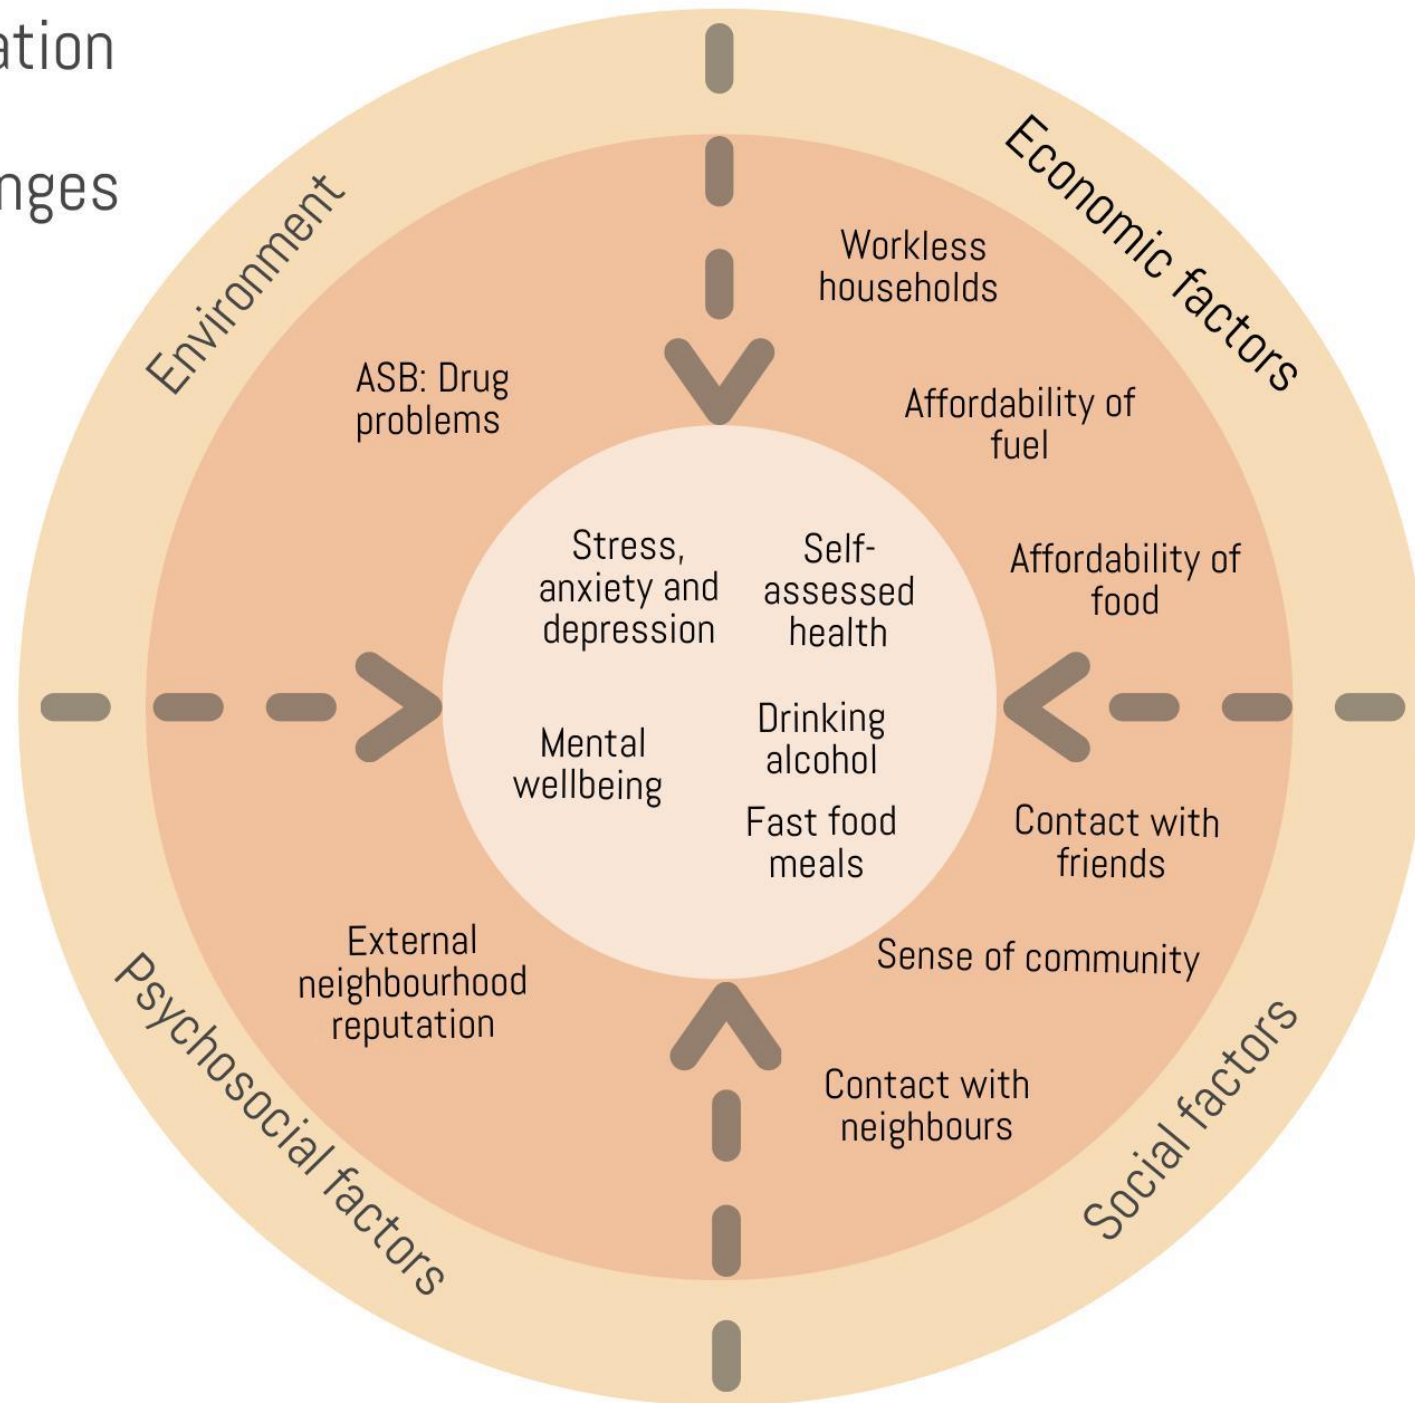 Environment
Economic factors
Workless
households
ASB: Drug
problems
Affordability of
fuel
Affordability of
food
Stress,
anxiety and
depression
Self-
assessed
health
Mental
wellbeing
Drinking
alcohol
Fast food
meals
Contact with
friends
Sense of community
Contact with
neighbours
External
neighbourhood
reputation
Psychosocial factors
Social factors